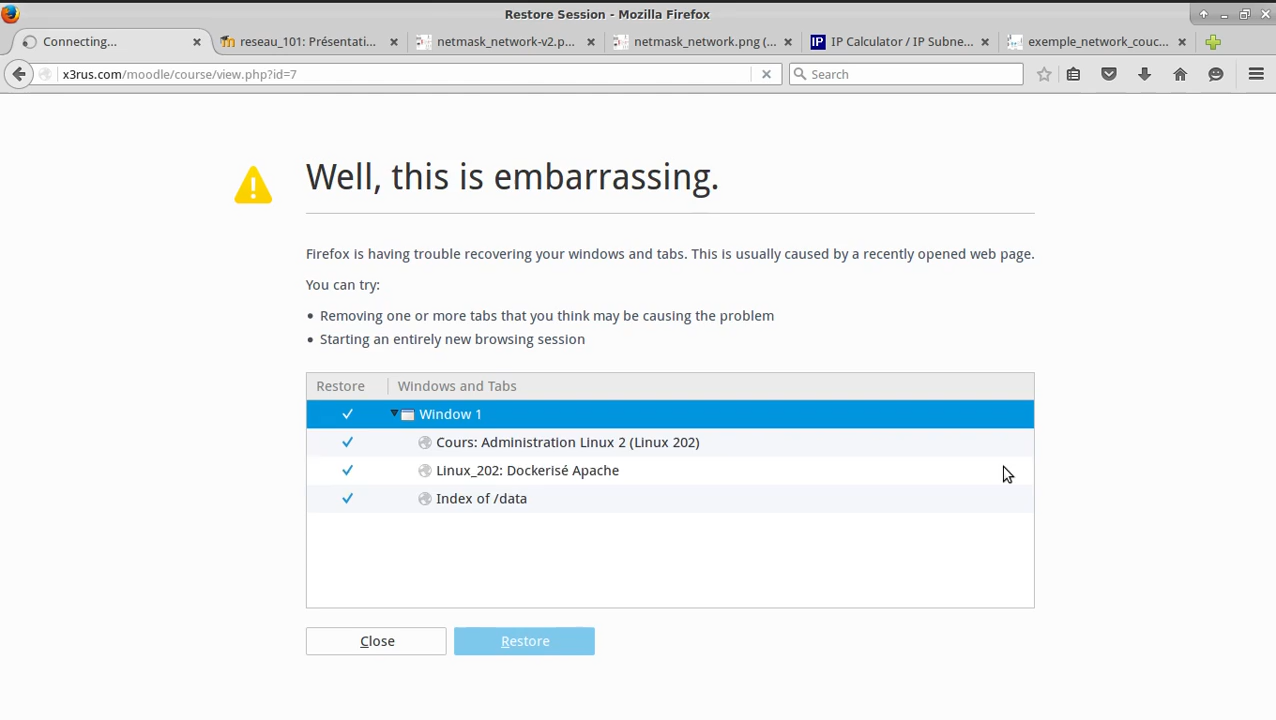 Restore Session - Mozilla Firefox
Connecting...
reseau_101: Présentati...
netmask_network-v2.p...
netmask_network.png (...
IP
IP Calculator / IP Subne...
exemple_network_couc...
x3rus.com/moodle/course/view.php?id=7
Search
Well, this is embarrassing.
Firefox is having trouble recovering your windows and tabs. This is usually caused by a recently opened web page.
You can try:
• Removing one or more tabs that you think may be causing the problem
• Starting an entirely new browsing session
Restore
Windows and Tabs
Window 1
Cours: Administration Linux 2 (Linux 202)
Linux_202: Dockerisé Apache
Index of /data
Close
Restore